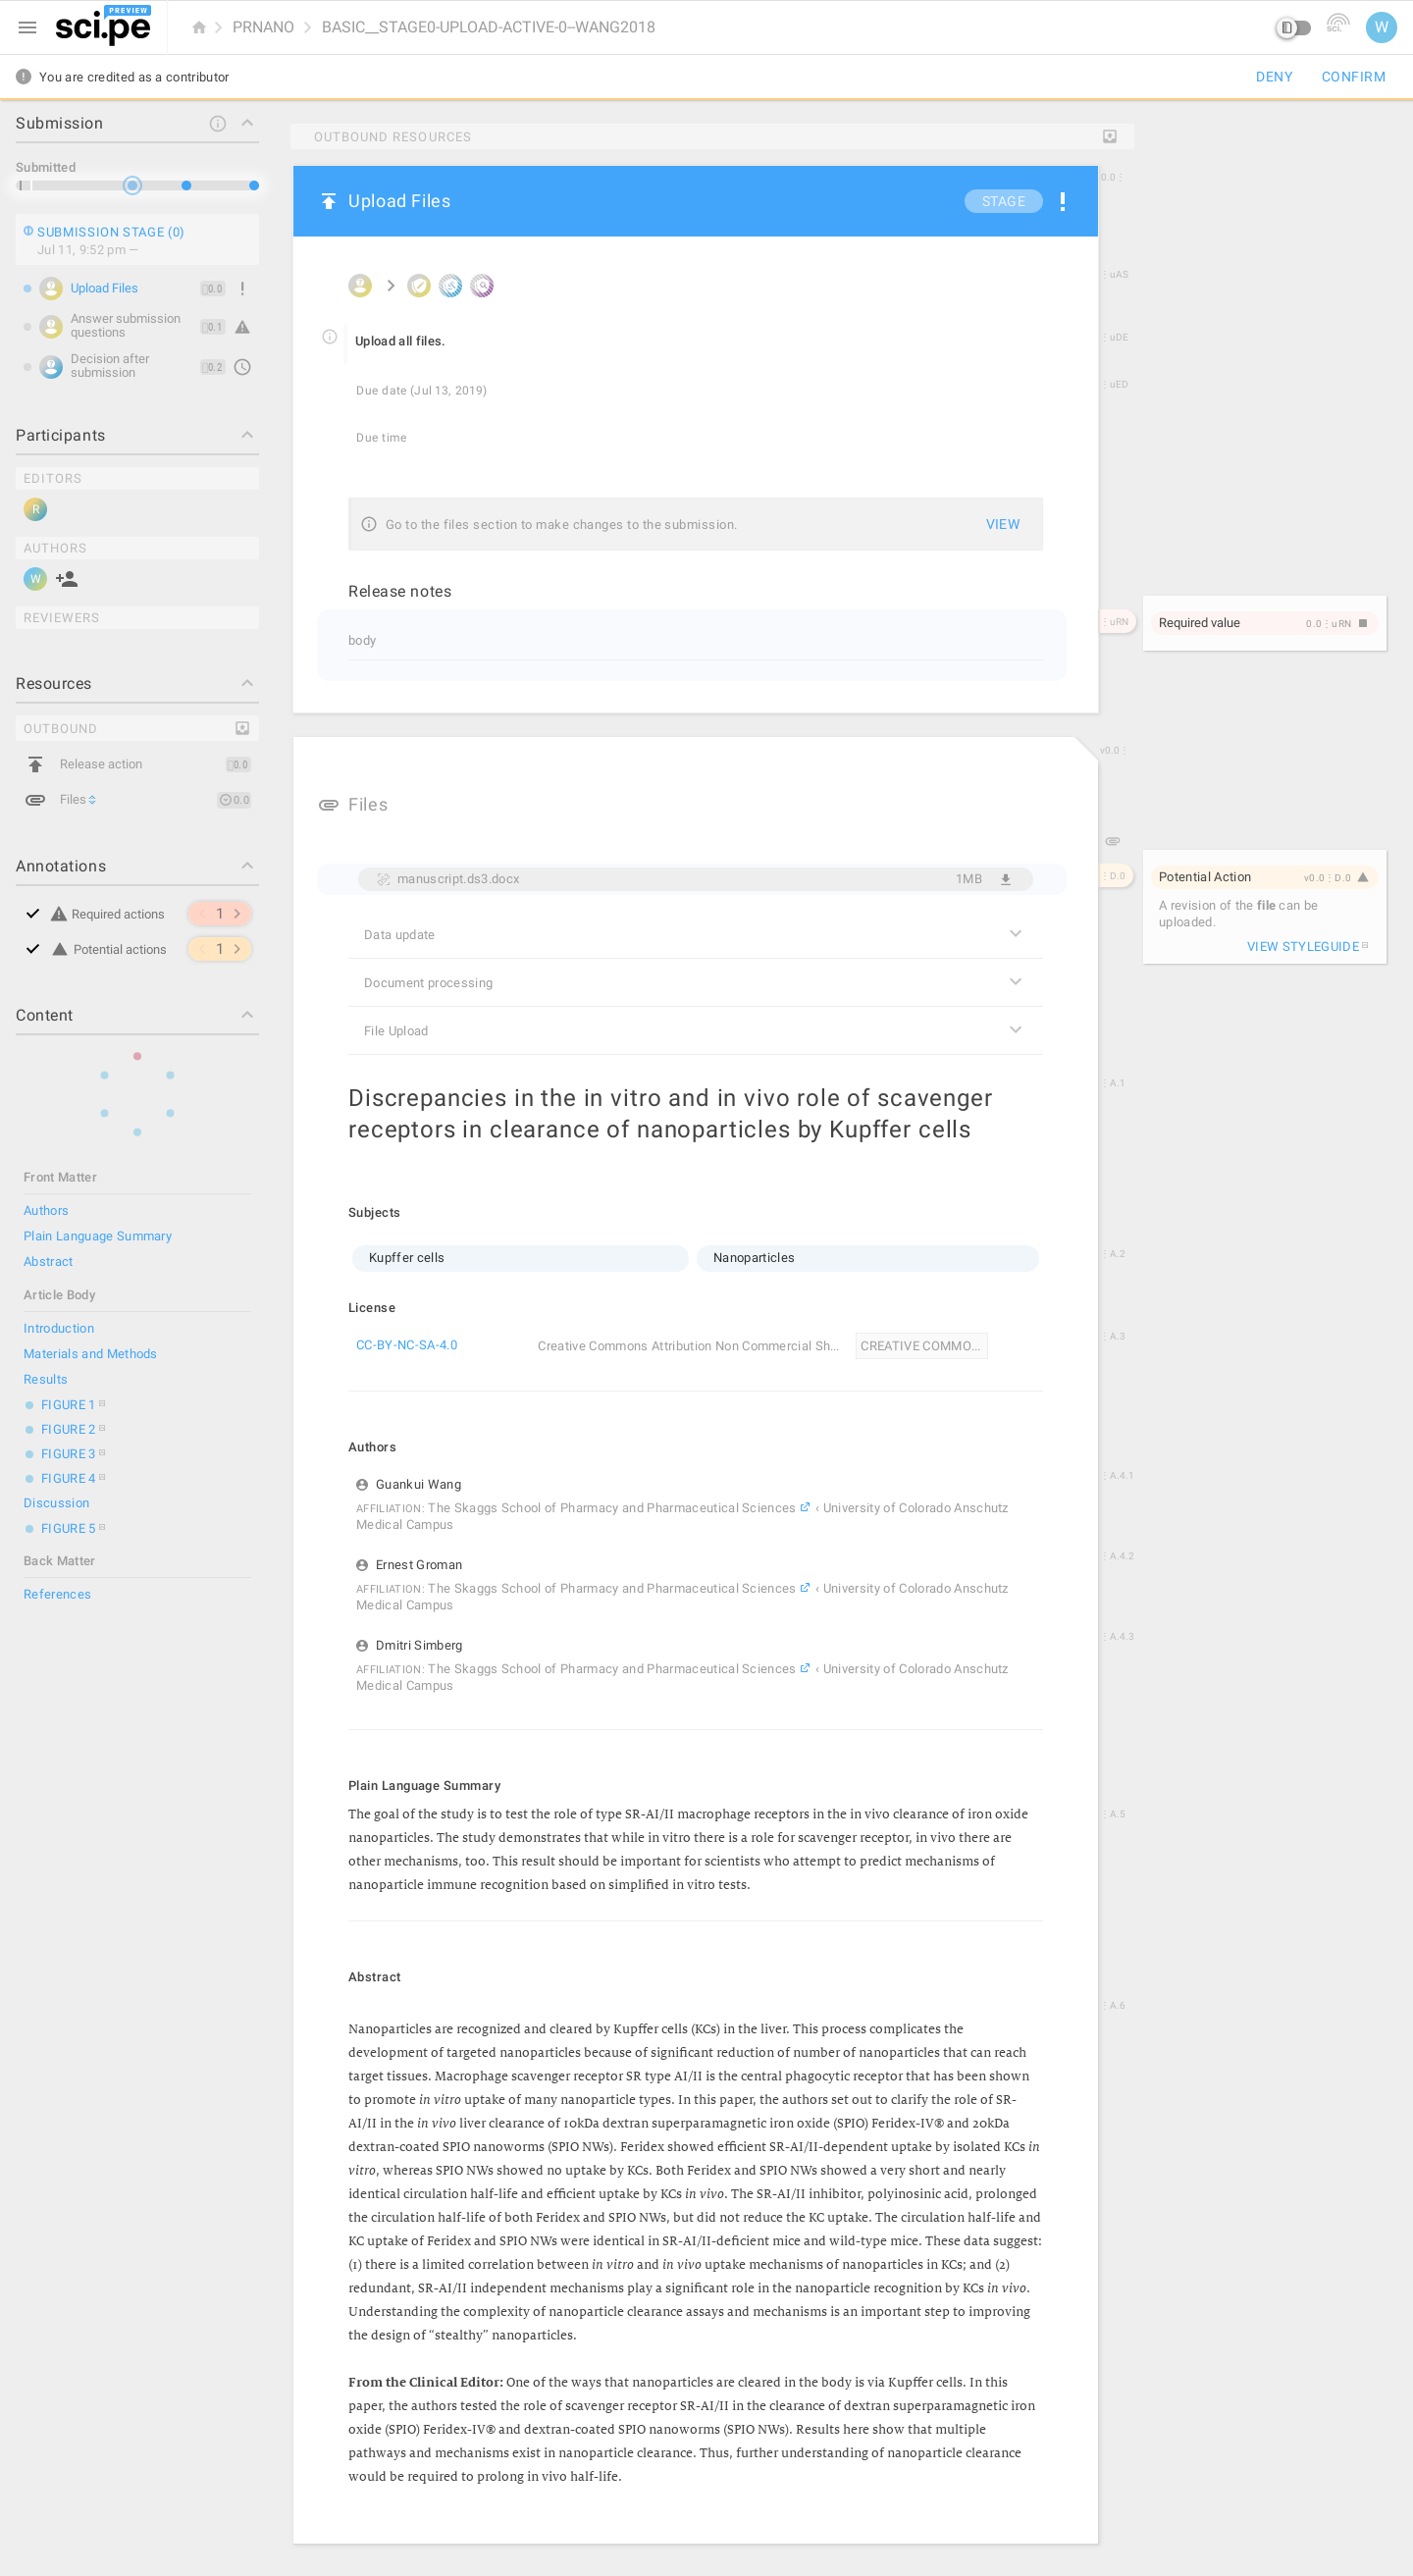 PREVIEW
sci.pe
PRNANO
BASIC__STAGE0-UPLOAD-ACTIVE-0--WANG2018
sci.
W
You are credited as a contributor
DENY
CONFIRM
Submission
Submitted
SUBMISSION STAGE (0)
Jul 11, 9:52 pm —
Upload Files
0.0
Answer submission
questions
0.1
Decision after
submission
0.2
Participants
EDITORS
R
AUTHORS
W
REVIEWERS
Resources
OUTBOUND
Release action
0.0
Files
0.0
Annotations
Required actions
1
Potential actions
1
Content
Front Matter
Authors
Plain Language Summary
Abstract
Article Body
Introduction
Materials and Methods
Results
FIGURE 1
FIGURE 2
FIGURE 3
FIGURE 4
Discussion
FIGURE 5
Back Matter
References
OUTBOUND RESOURCES
Upload Files
STAGE
0.0⋮
⋮uAS
Upload all files.
⋮uDE
Due date (Jul 13, 2019)
⋮uED
Due time
Go to the files section to make changes to the submission.
VIEW
Release notes
⋮uRN
body
Required value
0.0⋮uRN
v0.0⋮
Files
manuscript.ds3.docx
1MB
⋮D.0
Potential Action
v0.0⋮D.0
A revision of the file can be
uploaded.
VIEW STYLEGUIDE
Data update
Document processing
File Upload
⋮A.1
Discrepancies in the in vitro and in vivo role of scavenger
receptors in clearance of nanoparticles by Kupffer cells
Subjects
⋮A.2
Kupffer cells
Nanoparticles
License
⋮A.3
CC-BY-NC-SA-4.0
Creative Commons Attribution Non Commercial Sh...
CREATIVE COMMO...
Authors
⋮A.4.1
Guankui Wang
AFFILIATION: The Skaggs School of Pharmacy and Pharmaceutical Sciences ‹ University of Colorado Anschutz
Medical Campus
⋮A.4.2
Ernest Groman
AFFILIATION: The Skaggs School of Pharmacy and Pharmaceutical Sciences ‹ University of Colorado Anschutz
Medical Campus
⋮A.4.3
Dmitri Simberg
AFFILIATION: The Skaggs School of Pharmacy and Pharmaceutical Sciences ‹ University of Colorado Anschutz
Medical Campus
Plain Language Summary
⋮A.5
The goal of the study is to test the role of type SR-AI/II macrophage receptors in the in vivo clearance of iron oxide
nanoparticles. The study demonstrates that while in vitro there is a role for scavenger receptor, in vivo there are
other mechanisms, too. This result should be important for scientists who attempt to predict mechanisms of
nanoparticle immune recognition based on simplified in vitro tests.
Abstract
⋮A.6
Nanoparticles are recognized and cleared by Kupffer cells (KCs) in the liver. This process complicates the
development of targeted nanoparticles because of significant reduction of number of nanoparticles that can reach
target tissues. Macrophage scavenger receptor SR type AI/II is the central phagocytic receptor that has been shown
to promote in vitro uptake of many nanoparticle types. In this paper, the authors set out to clarify the role of SR-
AI/II in the in vivo liver clearance of 10kDa dextran superparamagnetic iron oxide (SPIO) Feridex-IV® and 20kDa
dextran-coated SPIO nanoworms (SPIO NWs). Feridex showed efficient SR-AI/II-dependent uptake by isolated KCs in
vitro, whereas SPIO NWs showed no uptake by KCs. Both Feridex and SPIO NWs showed a very short and nearly
identical circulation half-life and efficient uptake by KCs in vivo. The SR-AI/II inhibitor, polyinosinic acid, prolonged
the circulation half-life of both Feridex and SPIO NWs, but did not reduce the KC uptake. The circulation half-life and
KC uptake of Feridex and SPIO NWs were identical in SR-AI/II-deficient mice and wild-type mice. These data suggest:
(1) there is a limited correlation between in vitro and in vivo uptake mechanisms of nanoparticles in KCs; and (2)
redundant, SR-AI/II independent mechanisms play a significant role in the nanoparticle recognition by KCs in vivo.
Understanding the complexity of nanoparticle clearance assays and mechanisms is an important step to improving
the design of “stealthy” nanoparticles.
From the Clinical Editor: One of the ways that nanoparticles are cleared in the body is via Kupffer cells. In this
paper, the authors tested the role of scavenger receptor SR-AI/II in the clearance of dextran superparamagnetic iron
oxide (SPIO) Feridex-IV® and dextran-coated SPIO nanoworms (SPIO NWs). Results here show that multiple
pathways and mechanisms exist in nanoparticle clearance. Thus, further understanding of nanoparticle clearance
would be required to prolong in vivo half-life.